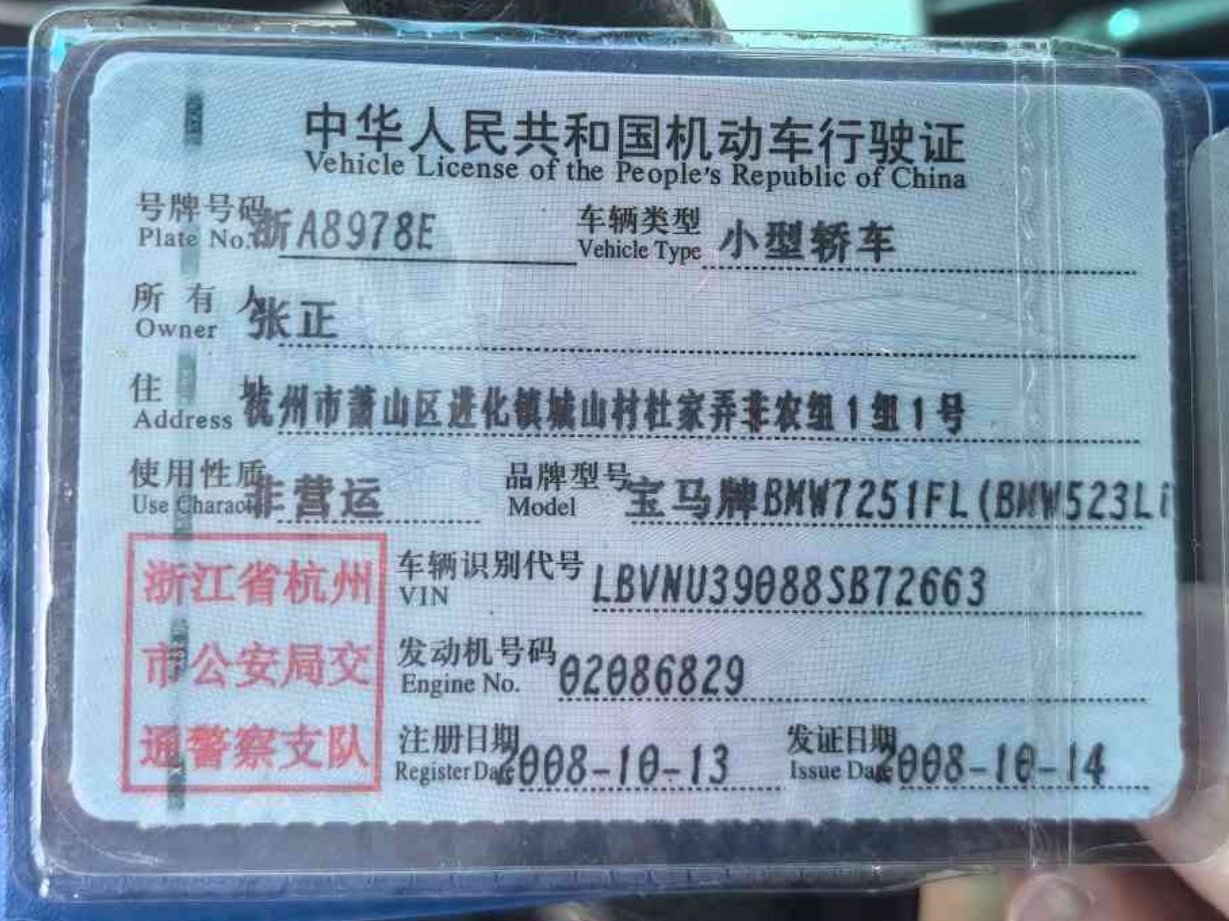 中华人民共和国机动车行驶证
Vehicle License of the People's Republic of China
号牌号码 浙A8978E 车辆类型 小型轿车
Plate No. Vehicle Type
所有人 张正
Owner
住 址 杭州市萧山区进化镇城山村杜家弄非农组1组1号
Address
使用性质 非营运 品牌型号 宝马牌BMW7251FL(BMW523Li
Use Character Model
浙江省杭州
市公安局交
通警察支队
车辆识别代号 LBVNU39088SB72663
VIN
发动机号码 02086829
Engine No.
注册日期 2008-10-13 发证日期 2008-10-14
Register Date Issue Date